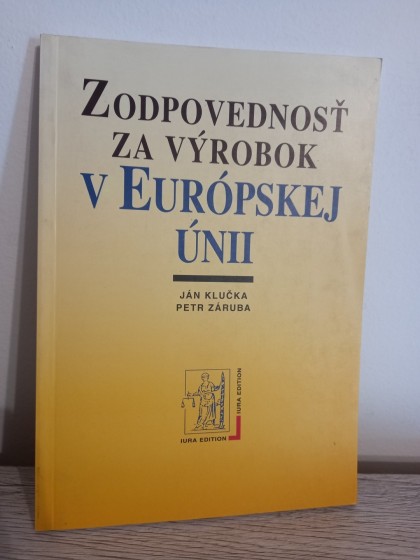 ZODPOVEDNOSŤ
ZA VÝROBOK
V EURÓPSKEJ
ÚNII
JÁN KLUČKA
PETR ZÁRUBA
IURA EDITION
IURA EDITION